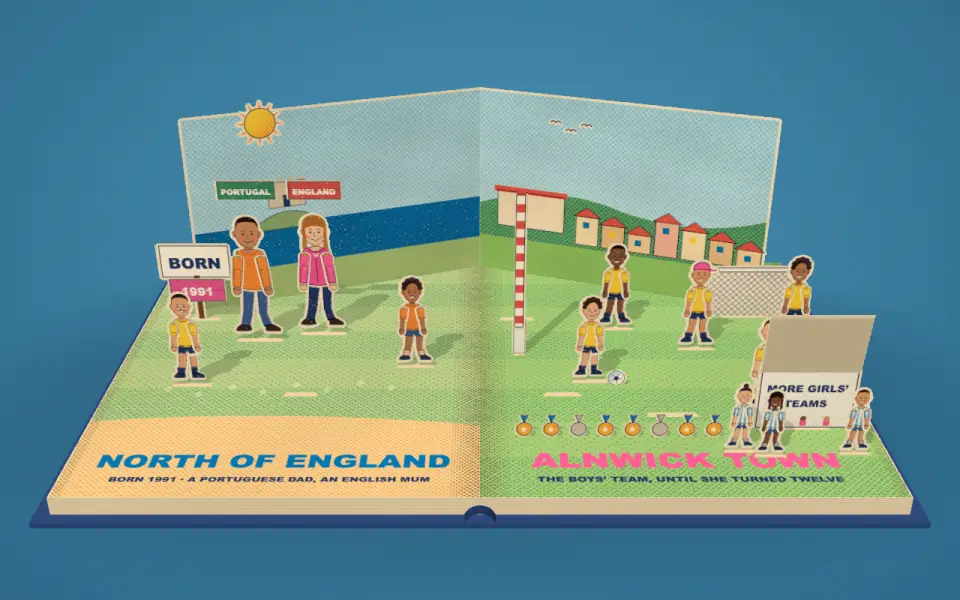 PORTUGAL
ENGLAND
BORN
1991
MORE GIRLS'
TEAMS
NORTH OF ENGLAND
BORN 1991 · A PORTUGUESE DAD, AN ENGLISH MUM
ALNWICK TOWN
THE BOYS' TEAM, UNTIL SHE TURNED TWELVE